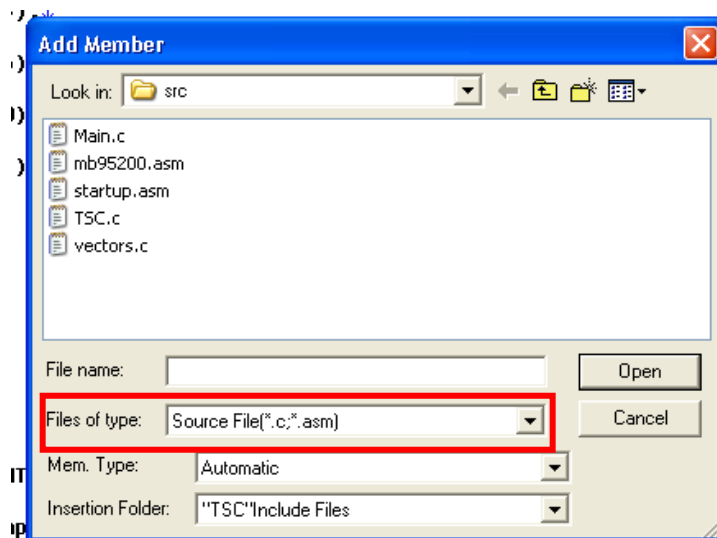 Add Member
Look in: src
Main.c
mb95200.asm
startup.asm
TSC.c
vectors.c
File name:
Open
Files of type: Source File(*.c;*.asm)
Cancel
Mem. Type: Automatic
Insertion Folder: "TSC"Include Files